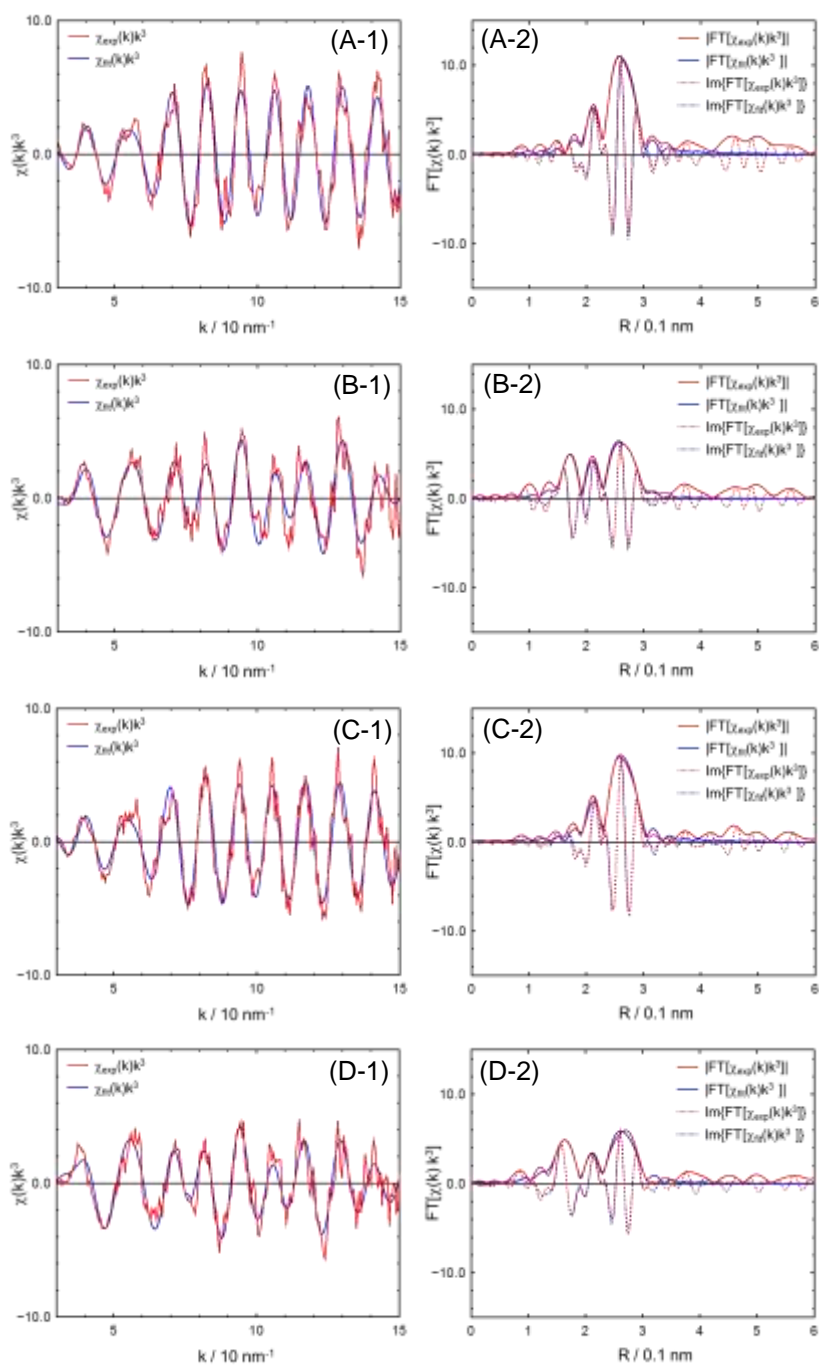 10.0
χexp(k)k³
χfit(k)k³
(A-1)
χ(k)k³
0.0
−10.0
5
10
15
k / 10 nm⁻¹
(A-2)
|FT[χexp(k)k³]|
|FT[χfit(k)k³ ]|
Im{FT[χexp(k)k³]}
Im{FT[χfit(k)k³ ]}
FT[χ(k) k³]
10.0
0.0
−10.0
0
1
2
3
4
5
6
R / 0.1 nm
10.0
χexp(k)k³
χfit(k)k³
(B-1)
χ(k)k³
0.0
−10.0
5
10
15
k / 10 nm⁻¹
(B-2)
|FT[χexp(k)k³]|
|FT[χfit(k)k³ ]|
Im{FT[χexp(k)k³]}
Im{FT[χfit(k)k³ ]}
FT[χ(k) k³]
10.0
0.0
−10.0
0
1
2
3
4
5
6
R / 0.1 nm
10.0
χexp(k)k³
χfit(k)k³
(C-1)
χ(k)k³
0.0
−10.0
5
10
15
k / 10 nm⁻¹
(C-2)
|FT[χexp(k)k³]|
|FT[χfit(k)k³ ]|
Im{FT[χexp(k)k³]}
Im{FT[χfit(k)k³ ]}
FT[χ(k) k³]
10.0
0.0
−10.0
0
1
2
3
4
5
6
R / 0.1 nm
10.0
χexp(k)k³
χfit(k)k³
(D-1)
χ(k)k³
0.0
−10.0
5
10
15
k / 10 nm⁻¹
(D-2)
|FT[χexp(k)k³]|
|FT[χfit(k)k³ ]|
Im{FT[χexp(k)k³]}
Im{FT[χfit(k)k³ ]}
FT[χ(k) k³]
10.0
0.0
−10.0
0
1
2
3
4
5
6
R / 0.1 nm